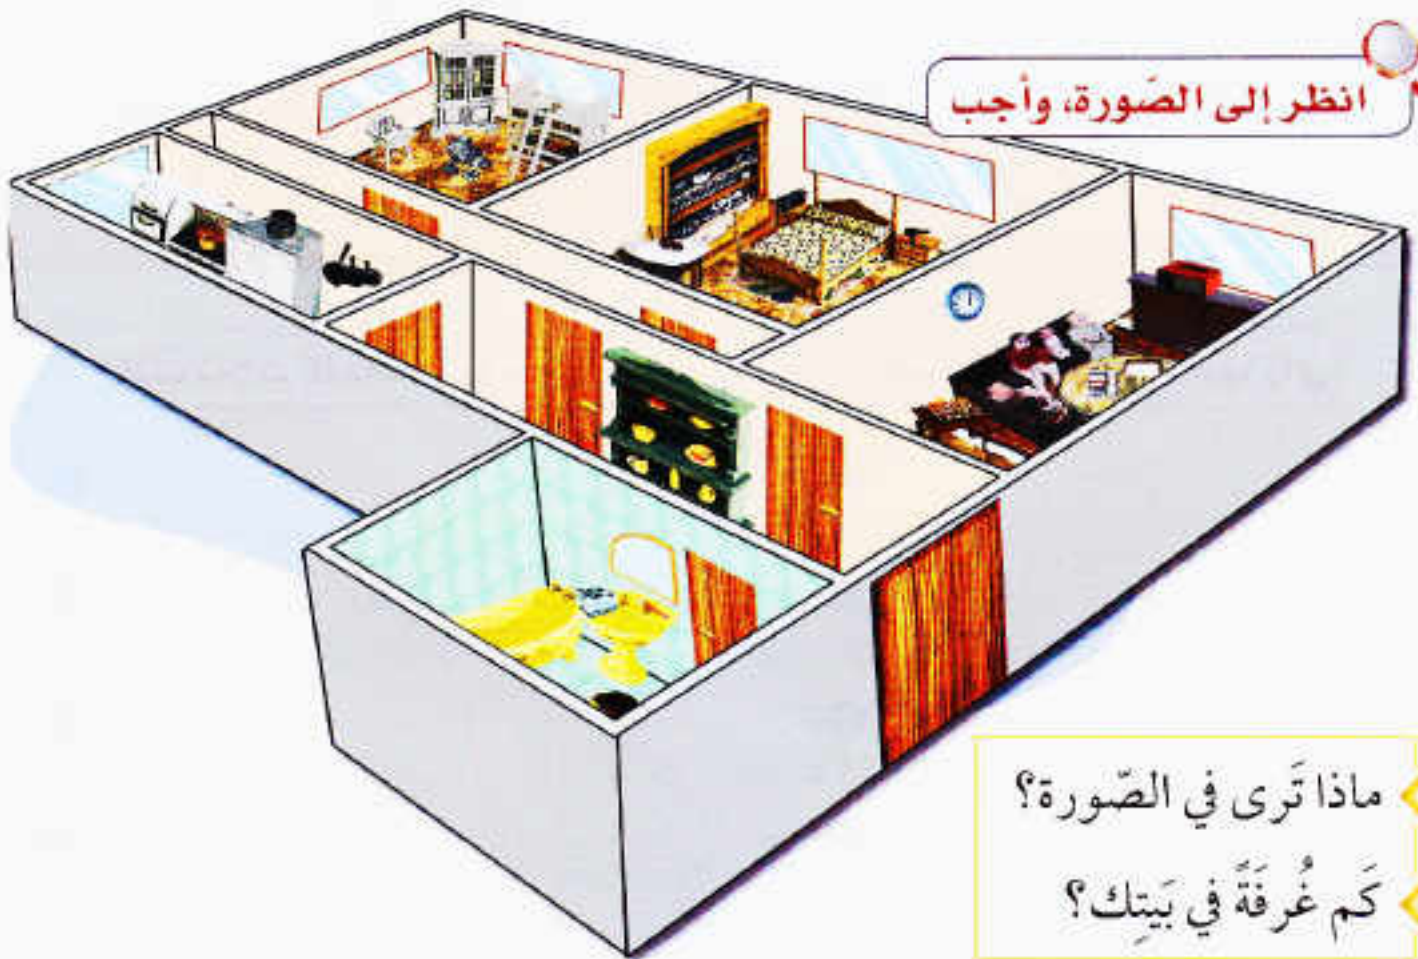 انظر إلى الصّورة، وأجب
ماذا تَرى في الصّورة؟
كَم غُرفَةً في بَيتِك؟